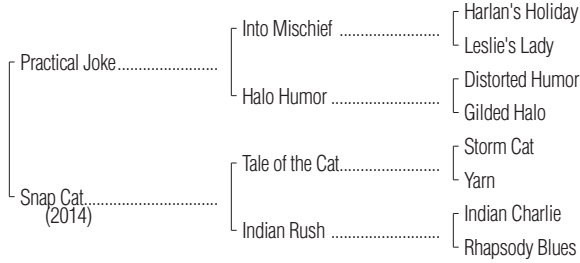 Harlan's Holiday
Into Mischief ........................
Leslie's Lady
Practical Joke........................
Distorted Humor
Halo Humor ..........................
Gilded Halo
Storm Cat
Tale of the Cat........................
Yarn
Snap Cat................................
(2014)
Indian Charlie
Indian Rush ..........................
Rhapsody Blues